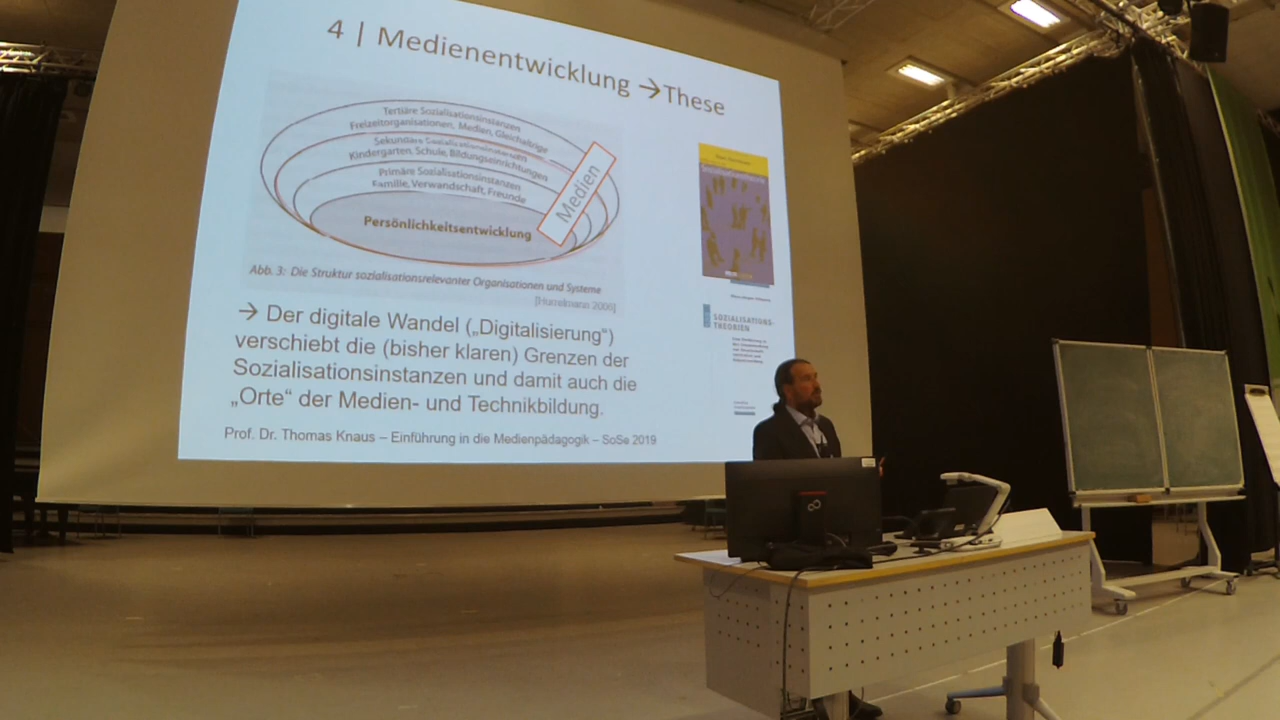 4 | Medienentwicklung → These
Tertiäre Sozialisationsinstanzen
Freizeitorganisationen, Medien, Gleichaltrige
Sekundäre Sozialisationsinstanzen
Kindergarten, Schule, Bildungseinrichtungen
Primäre Sozialisationsinstanzen
Familie, Verwandschaft, Freunde
Persönlichkeitsentwicklung
Medien
Abb. 3: Die Struktur sozialisationsrelevanter Organisationen und Systeme
[Hurrelmann 2006]
→ Der digitale Wandel („Digitalisierung“)
verschiebt die (bisher klaren) Grenzen der
Sozialisationsinstanzen und damit auch die
„Orte“ der Medien- und Technikbildung.
Prof. Dr. Thomas Knaus – Einführung in die Medienpädagogik – SoSe 2019
SOZIALISATIONS-
THEORIEN